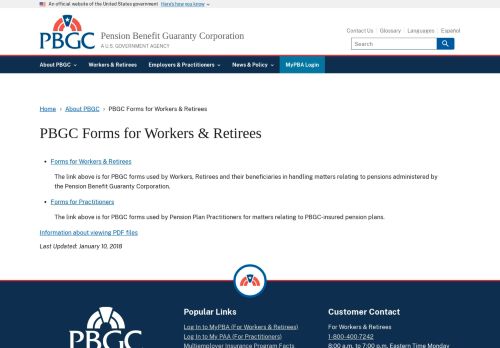 An official website of the United States government Here's how you know
PBGC
Pension Benefit Guaranty Corporation
A U.S. GOVERNMENT AGENCY
Contact Us Glossary Languages Español
Search
About PBGC Workers & Retirees Employers & Practitioners News & Policy MyPBA Login
Home › About PBGC › PBGC Forms for Workers & Retirees
PBGC Forms for Workers & Retirees
• Forms for Workers & Retirees
The link above is for PBGC forms used by Workers, Retirees and their beneficiaries in handling matters relating to pensions administered by
the Pension Benefit Guaranty Corporation.
• Forms for Practitioners
The link above is for PBGC forms used by Pension Plan Practitioners for matters relating to PBGC-insured pension plans.
Information about viewing PDF files
Last Updated: January 10, 2018
PBGC
Popular Links
Log In to MyPBA (For Workers & Retirees)
Log In to My PAA (For Practitioners)
Multiemployer Insurance Program Facts
Customer Contact
For Workers & Retirees
1-800-400-7242
8:00 a.m. to 7:00 p.m. Eastern Time Monday